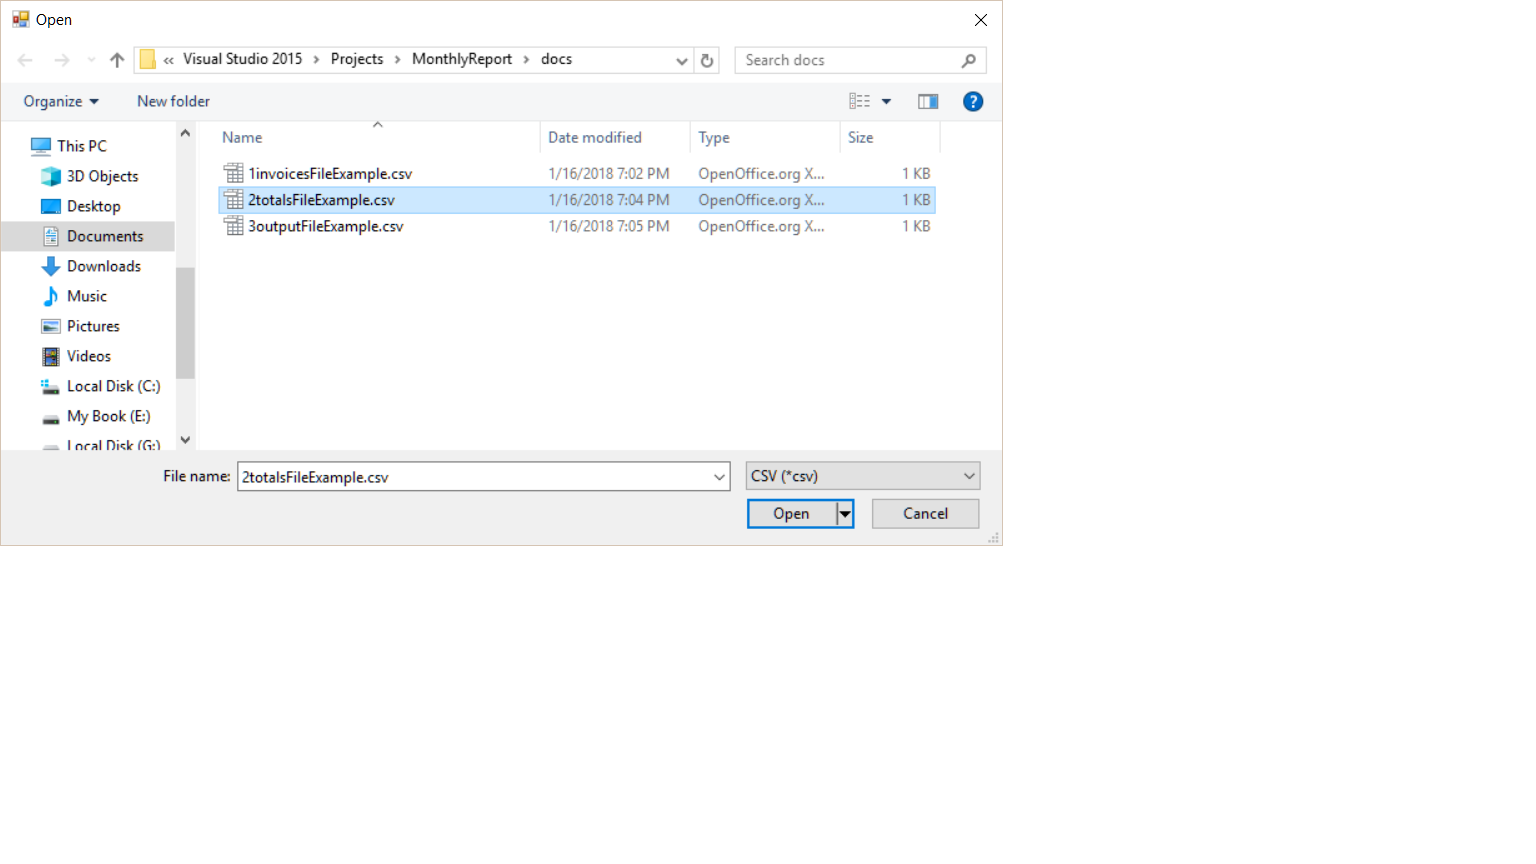 Open
« Visual Studio 2015 > Projects > MonthlyReport > docs
Search docs
Organize
New folder
?
This PC
3D Objects
Desktop
Documents
Downloads
Music
Pictures
Videos
Local Disk (C:)
My Book (E:)
Local Disk (G:)
Name Date modified Type Size
1invoicesFileExample.csv 1/16/2018 7:02 PM OpenOffice.org X... 1 KB
2totalsFileExample.csv 1/16/2018 7:04 PM OpenOffice.org X... 1 KB
3outputFileExample.csv 1/16/2018 7:05 PM OpenOffice.org X... 1 KB
File name: 2totalsFileExample.csv
CSV (*csv)
Open
Cancel